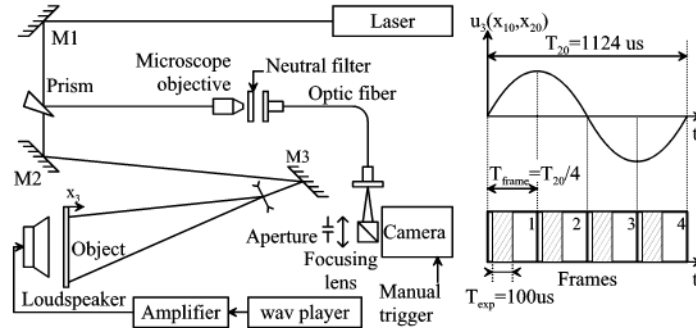 Laser
M1
Microscope
objective
Neutral filter
Prism
Optic fiber
M2
M3
x3
Object
Loudspeaker
Aperture
Focusing
lens
Camera
Manual
trigger
Amplifier
wav player
u3(x10,x20)
T20=1124 us
t
Tframe=T20/4
1 2 3 4
t
Frames
Texp=100us